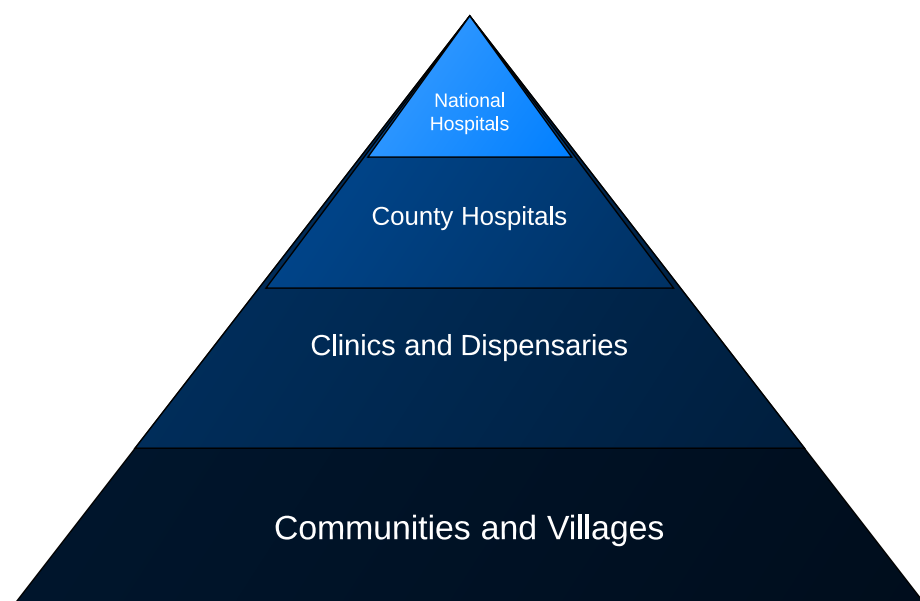 National
Hospitals
County Hospitals
Clinics and Dispensaries
Communities and Villages